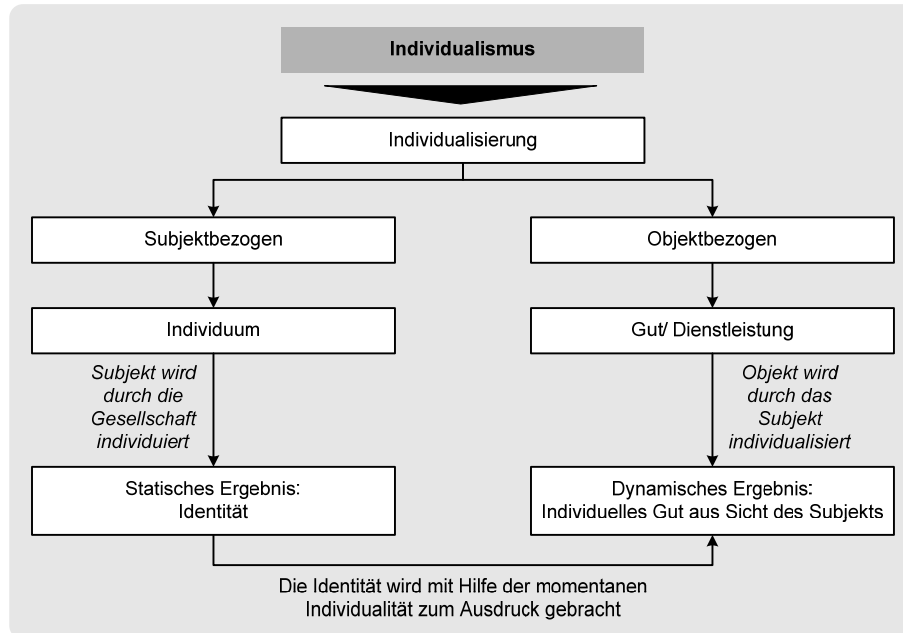 Individualismus
Individualisierung
Subjektbezogen
Objektbezogen
Individuum
Gut/ Dienstleistung
Subjekt wird
durch die
Gesellschaft
individuiert
Objekt wird
durch das
Subjekt
individualisiert
Statisches Ergebnis:
Identität
Dynamisches Ergebnis:
Individuelles Gut aus Sicht des Subjekts
Die Identität wird mit Hilfe der momentanen
Individualität zum Ausdruck gebracht